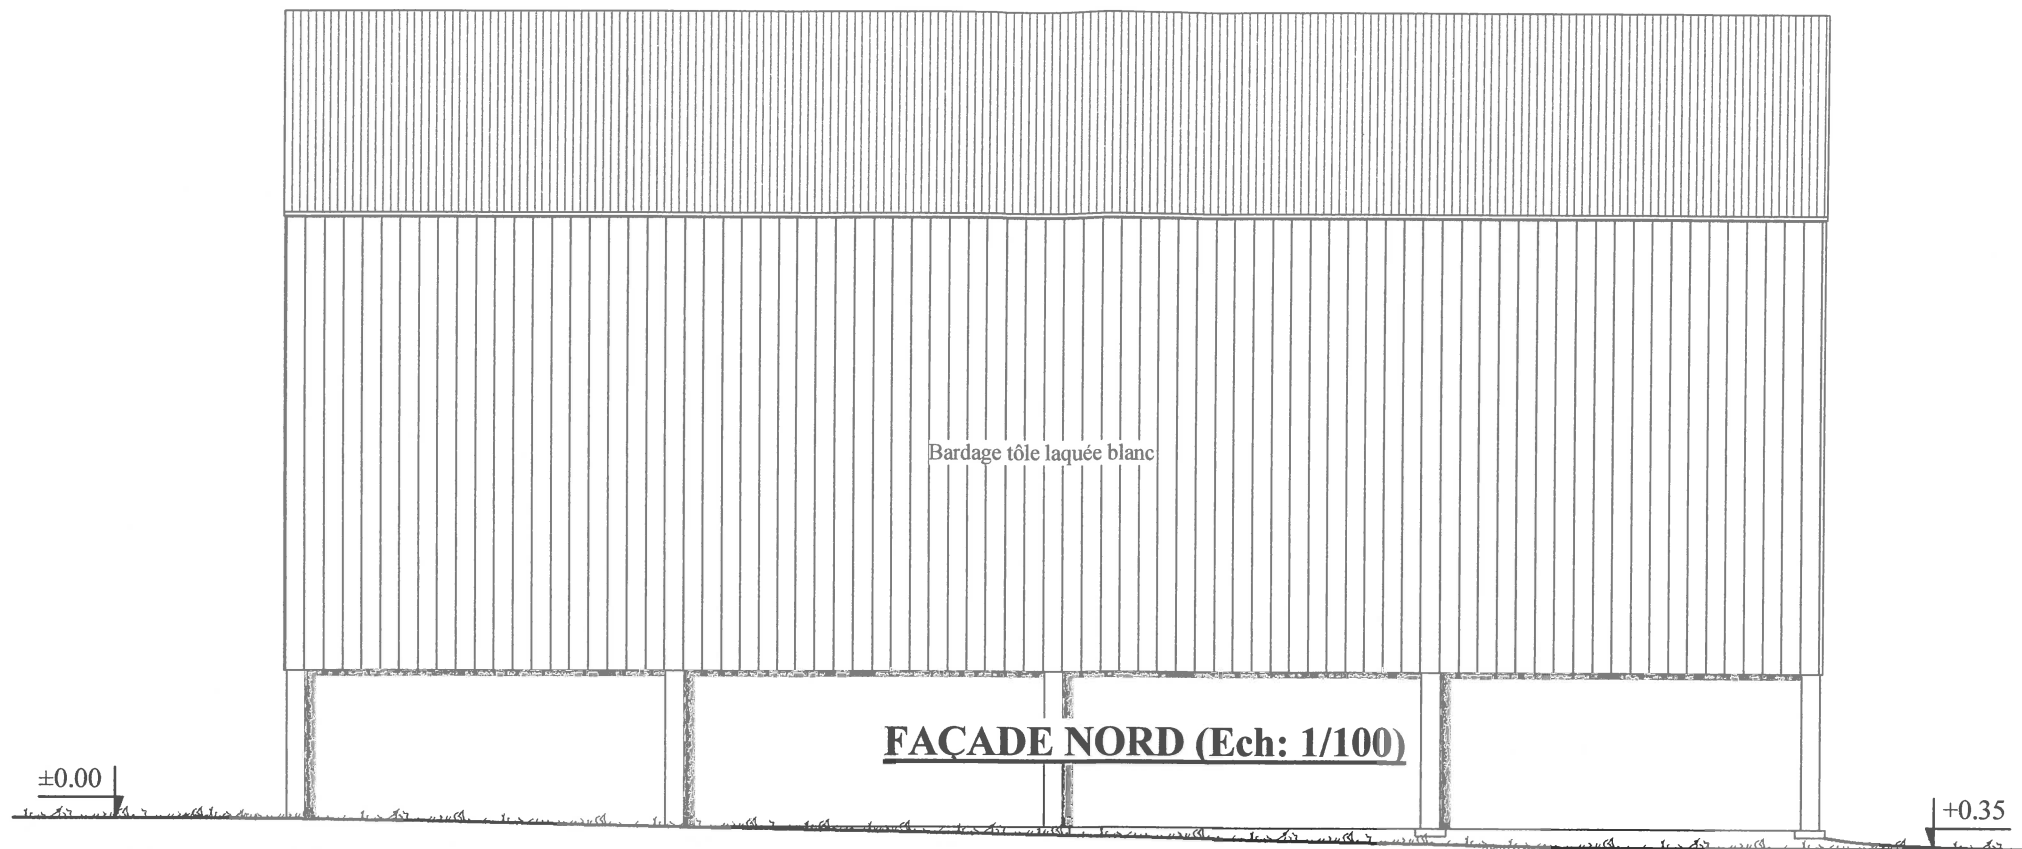 Bardage tôle laquée blanc
FAÇADE NORD (Ech: 1/100)
±0.00
+0.35